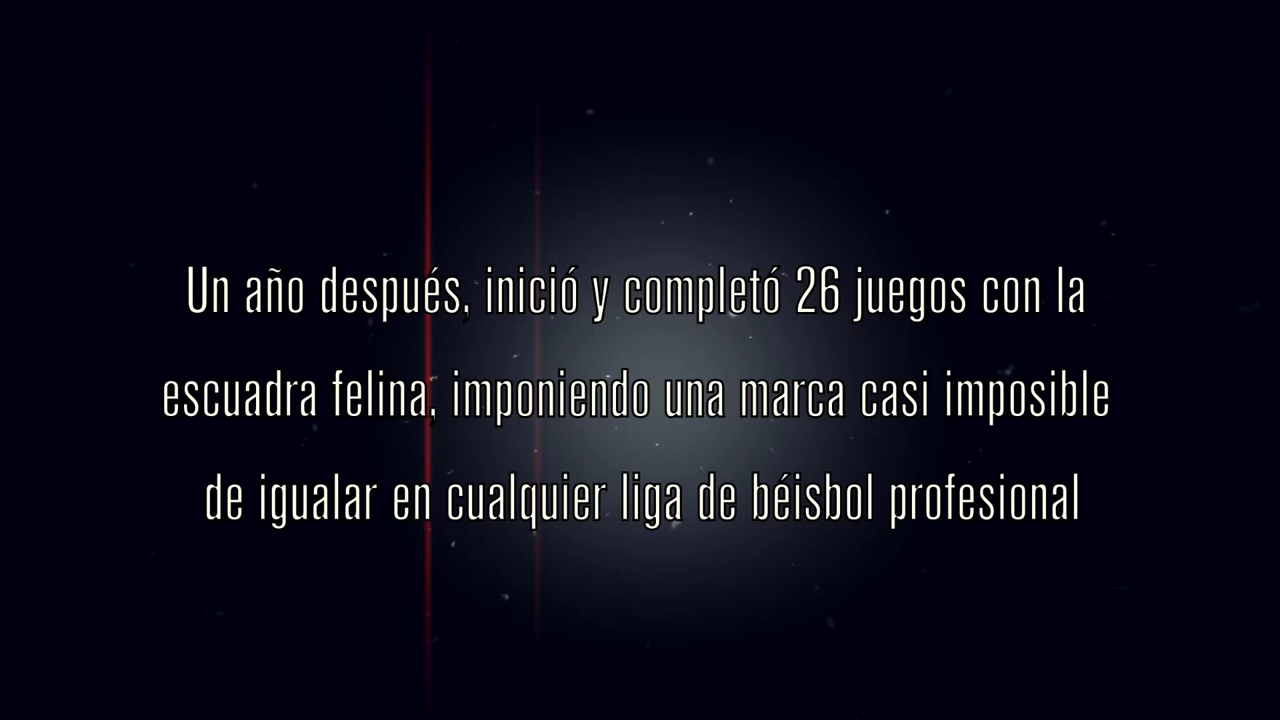 Un año después, inició y completó 26 juegos con la
escuadra felina, imponiendo una marca casi imposible
de igualar en cualquier liga de béisbol profesional